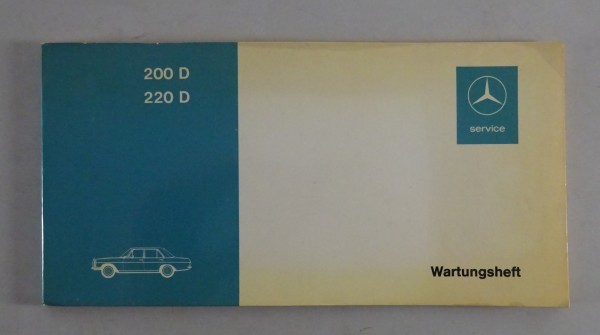 200 D
220 D
service
Wartungsheft